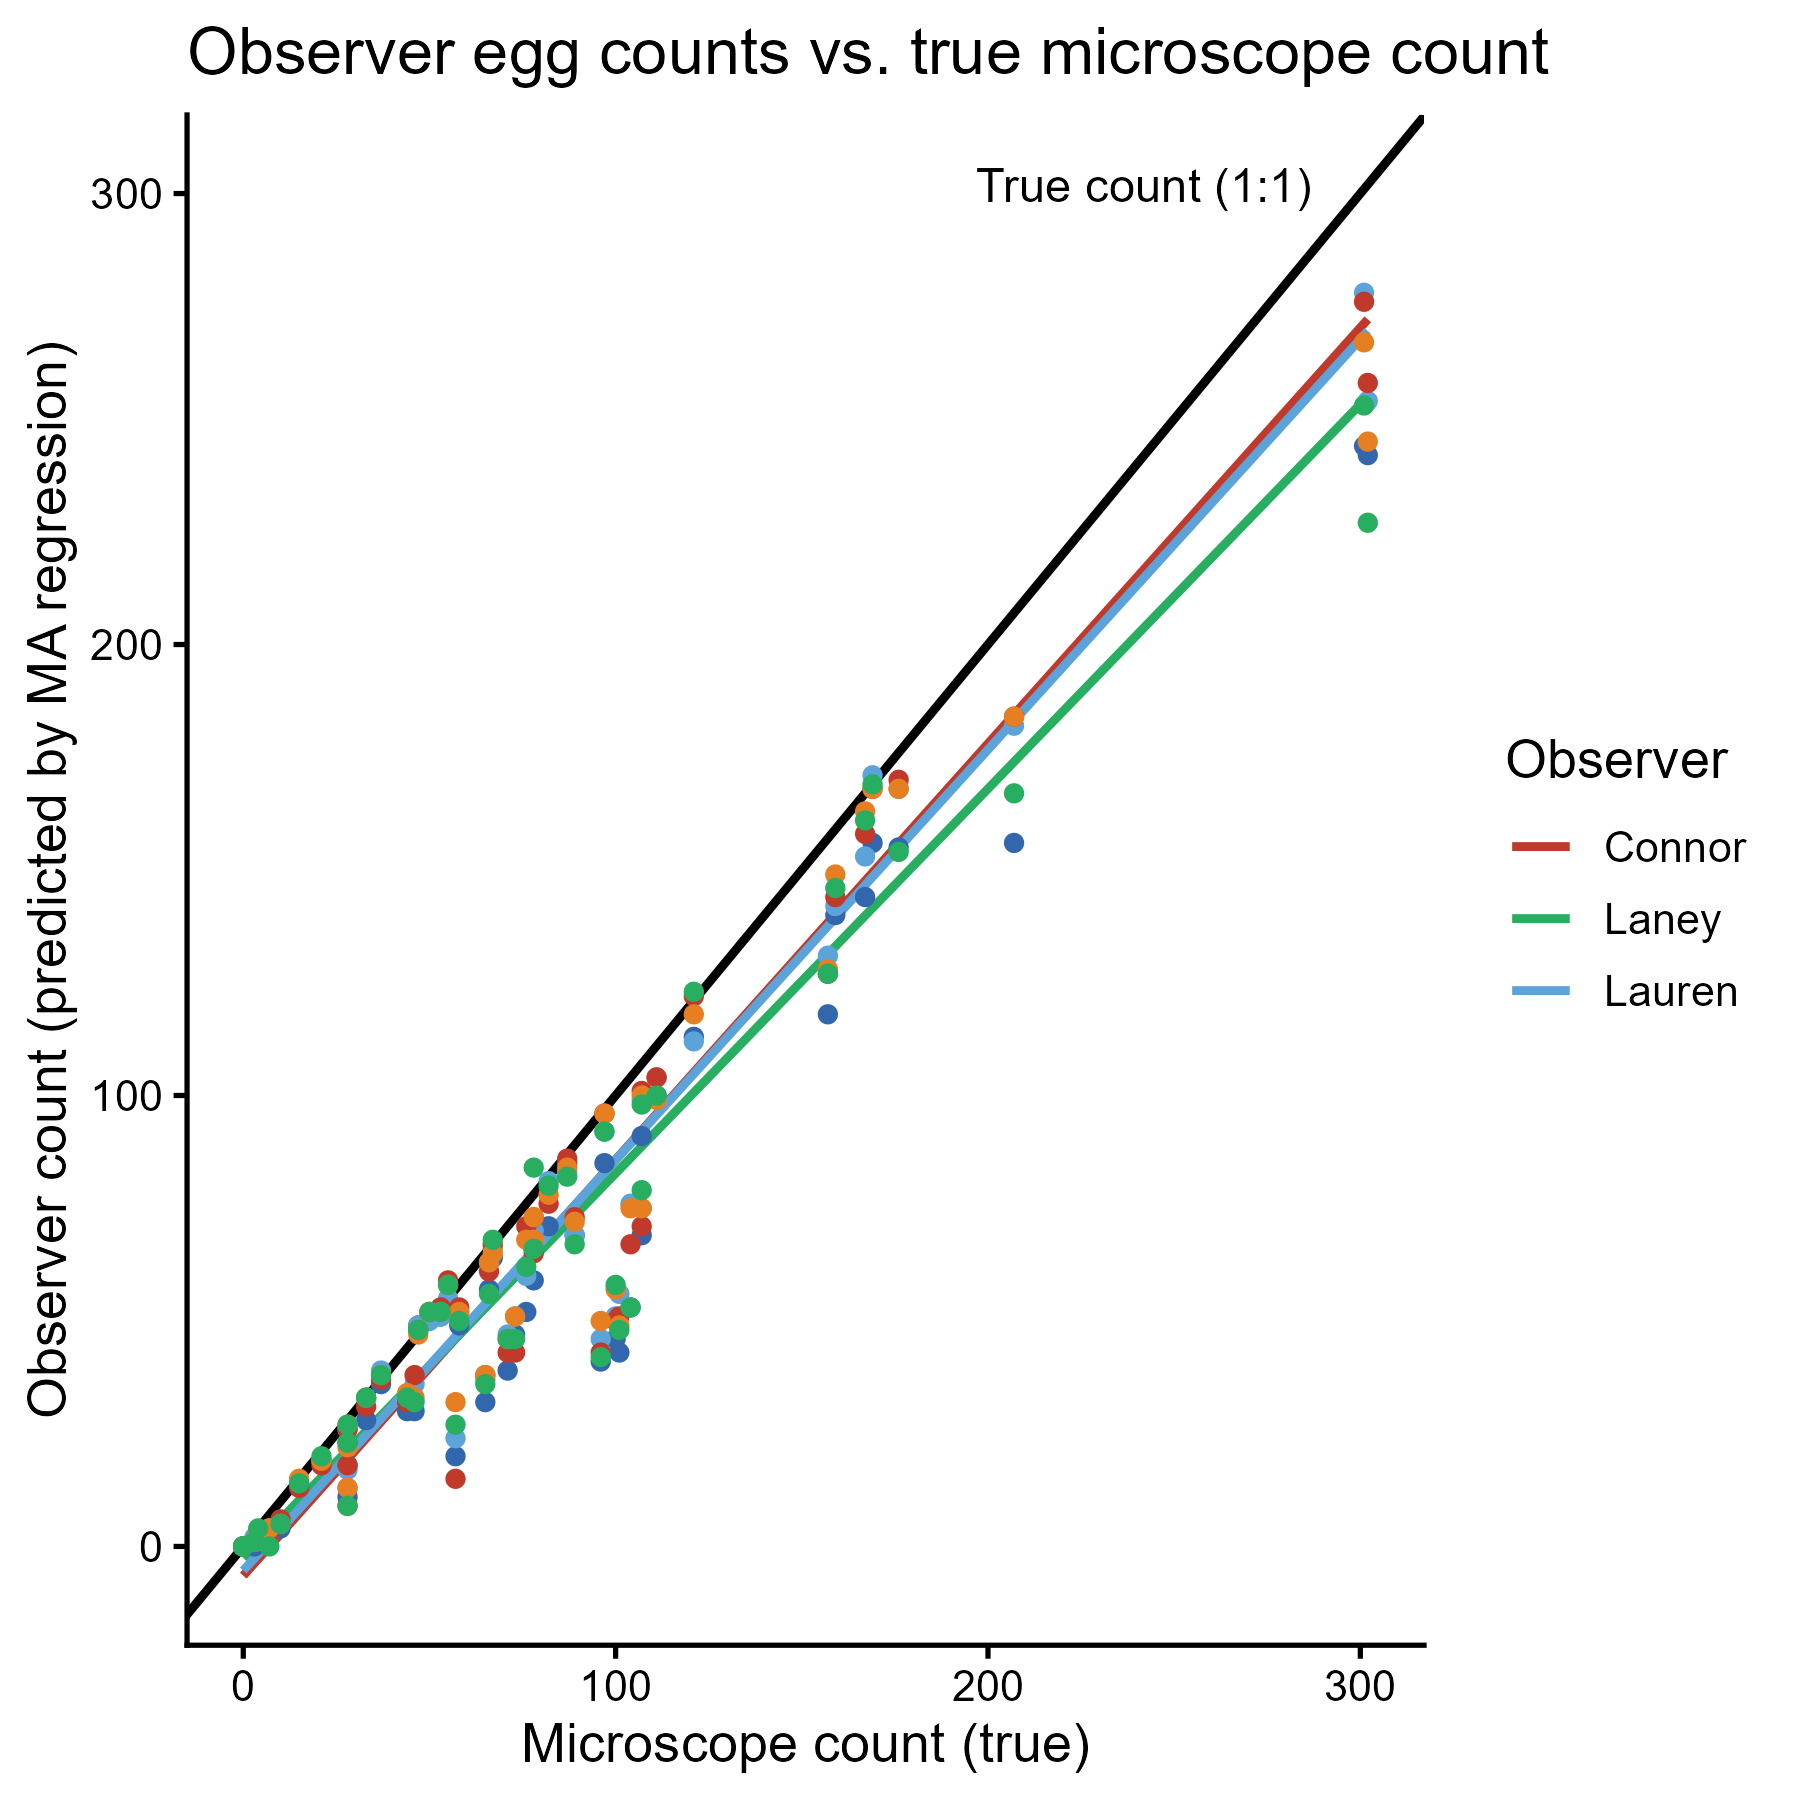 Observer egg counts vs. true microscope count
True count (1:1)
300
200
100
0
Observer count (predicted by MA regression)
0 100 200 300
Microscope count (true)
Observer
Connor
Laney
Lauren